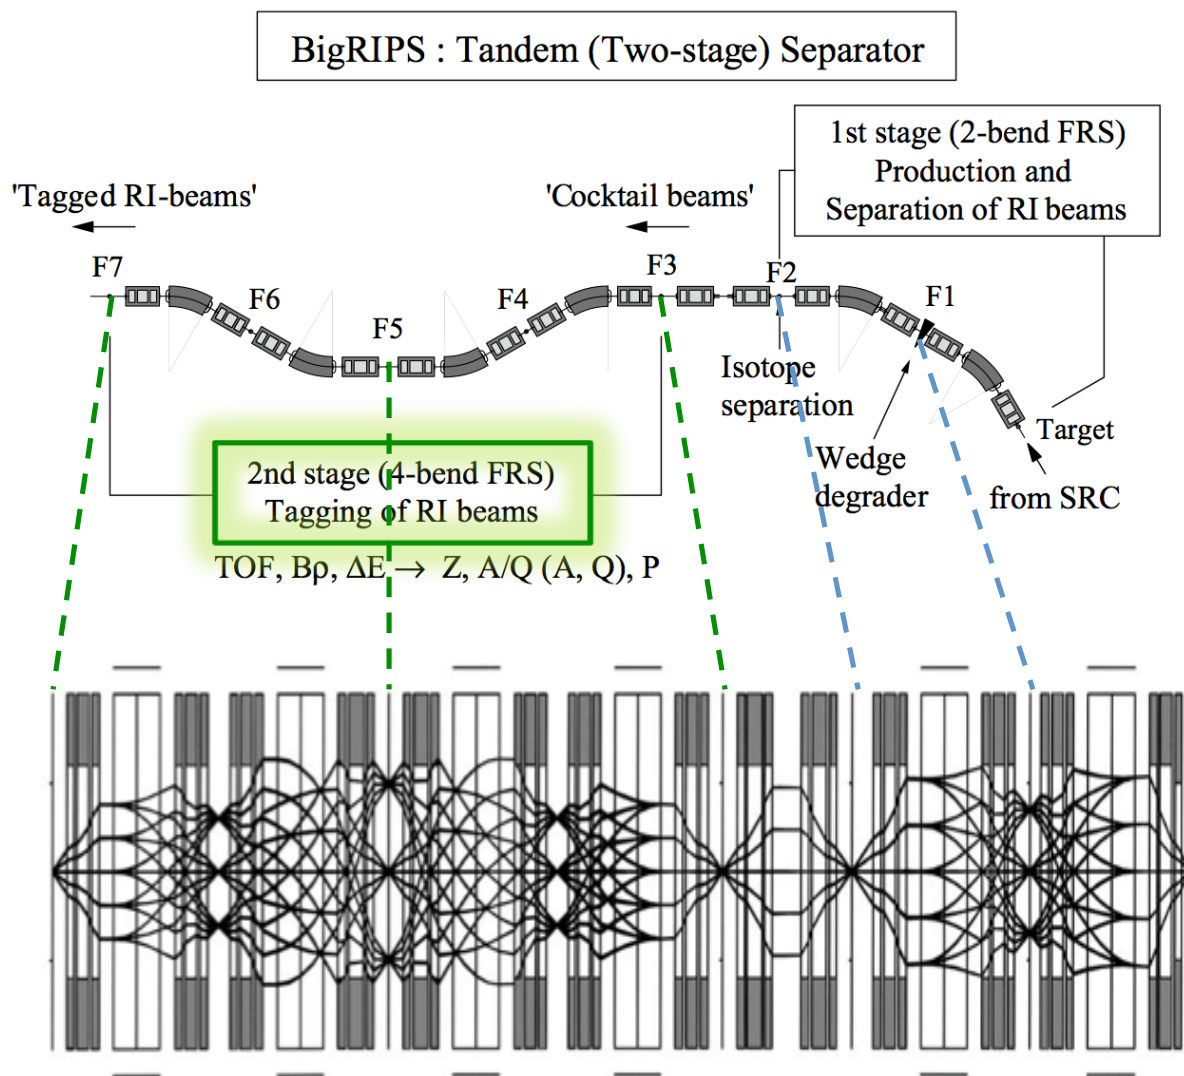 BigRIPS : Tandem (Two-stage) Separator
1st stage (2-bend FRS)
Production and
Separation of RI beams
'Tagged RI-beams'
'Cocktail beams'
F7
F6
F5
F4
F3
F2
F1
Isotope
separation
Wedge
degrader
Target
from SRC
2nd stage (4-bend FRS)
Tagging of RI beams
TOF, Bρ, ΔE → Z, A/Q (A, Q), P